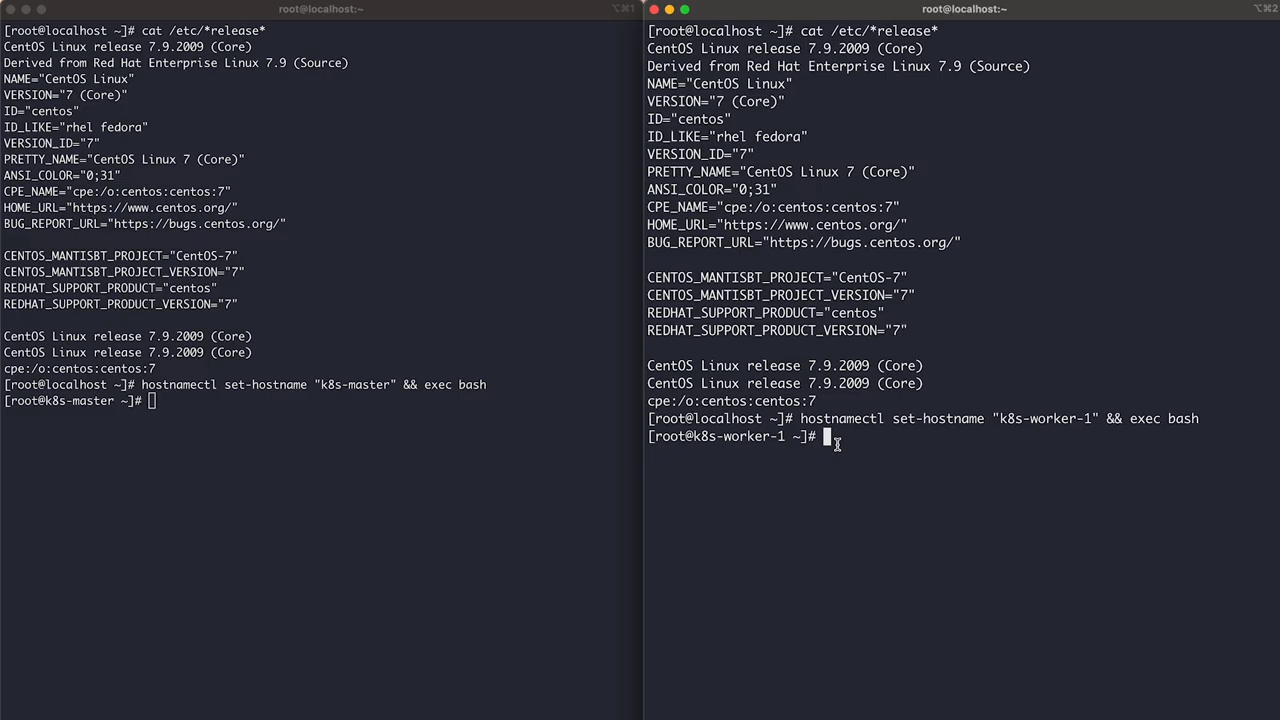 root@localhost:~
⌥⌘1
[root@localhost ~]# cat /etc/*release*
CentOS Linux release 7.9.2009 (Core)
Derived from Red Hat Enterprise Linux 7.9 (Source)
NAME="CentOS Linux"
VERSION="7 (Core)"
ID="centos"
ID_LIKE="rhel fedora"
VERSION_ID="7"
PRETTY_NAME="CentOS Linux 7 (Core)"
ANSI_COLOR="0;31"
CPE_NAME="cpe:/o:centos:centos:7"
HOME_URL="https://www.centos.org/"
BUG_REPORT_URL="https://bugs.centos.org/"
CENTOS_MANTISBT_PROJECT="CentOS-7"
CENTOS_MANTISBT_PROJECT_VERSION="7"
REDHAT_SUPPORT_PRODUCT="centos"
REDHAT_SUPPORT_PRODUCT_VERSION="7"
CentOS Linux release 7.9.2009 (Core)
CentOS Linux release 7.9.2009 (Core)
cpe:/o:centos:centos:7
[root@localhost ~]# hostnamectl set-hostname "k8s-master" && exec bash
[root@k8s-master ~]#
root@localhost:~
⌥⌘2
[root@localhost ~]# cat /etc/*release*
CentOS Linux release 7.9.2009 (Core)
Derived from Red Hat Enterprise Linux 7.9 (Source)
NAME="CentOS Linux"
VERSION="7 (Core)"
ID="centos"
ID_LIKE="rhel fedora"
VERSION_ID="7"
PRETTY_NAME="CentOS Linux 7 (Core)"
ANSI_COLOR="0;31"
CPE_NAME="cpe:/o:centos:centos:7"
HOME_URL="https://www.centos.org/"
BUG_REPORT_URL="https://bugs.centos.org/"
CENTOS_MANTISBT_PROJECT="CentOS-7"
CENTOS_MANTISBT_PROJECT_VERSION="7"
REDHAT_SUPPORT_PRODUCT="centos"
REDHAT_SUPPORT_PRODUCT_VERSION="7"
CentOS Linux release 7.9.2009 (Core)
CentOS Linux release 7.9.2009 (Core)
cpe:/o:centos:centos:7
[root@localhost ~]# hostnamectl set-hostname "k8s-worker-1" && exec bash
[root@k8s-worker-1 ~]#